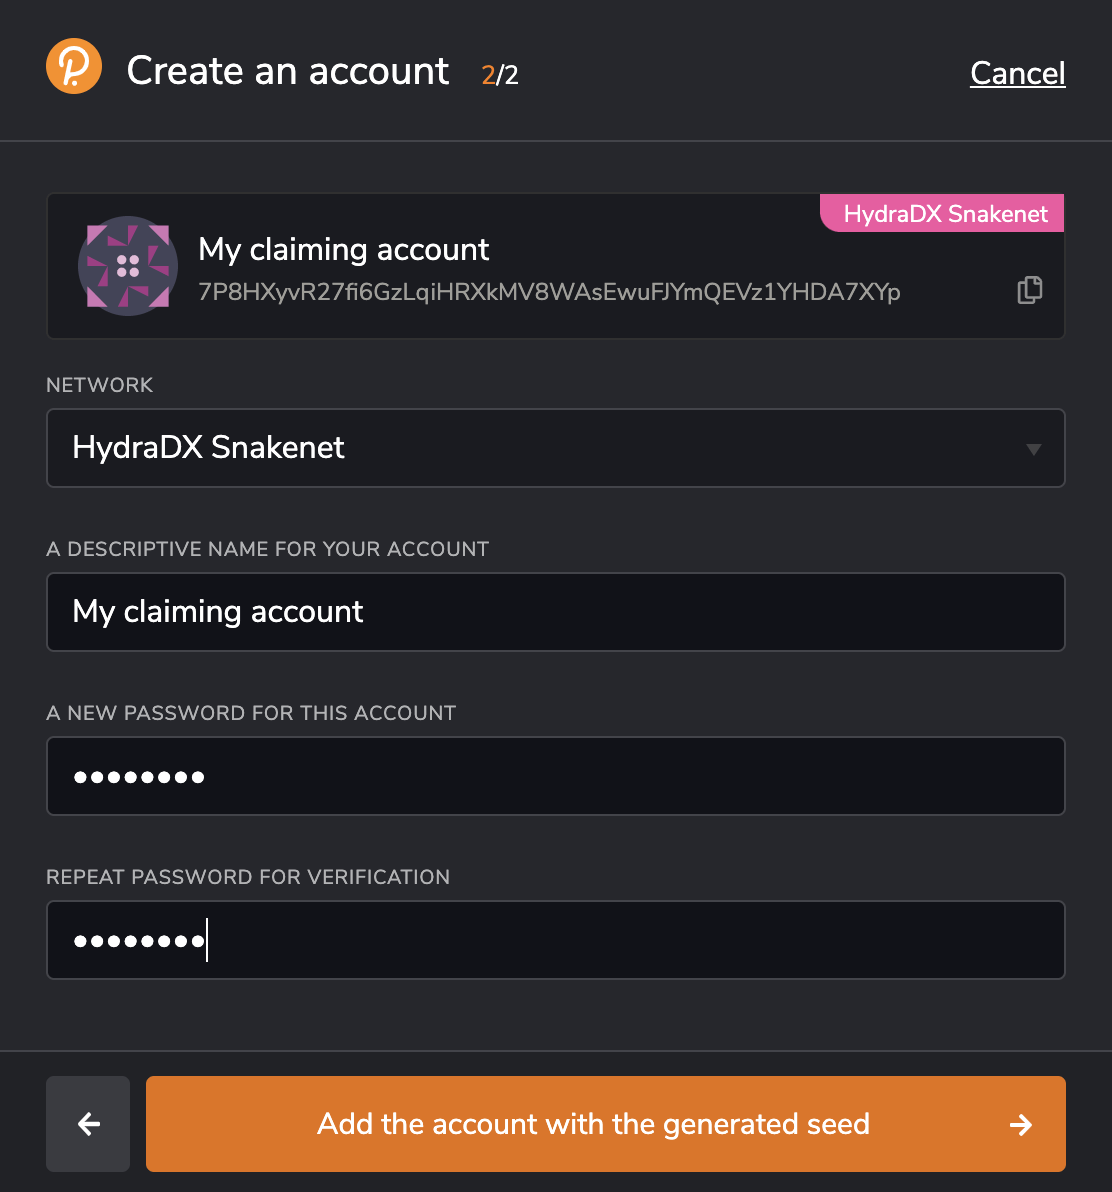 Create an account 2/2
Cancel
HydraDX Snakenet
My claiming account
7P8HXyvR27fi6GzLqiHRXkMV8WAsEwuFJYmQEVz1YHDA7XYp
NETWORK
HydraDX Snakenet
A DESCRIPTIVE NAME FOR YOUR ACCOUNT
My claiming account
A NEW PASSWORD FOR THIS ACCOUNT
••••••••
REPEAT PASSWORD FOR VERIFICATION
••••••••
Add the account with the generated seed